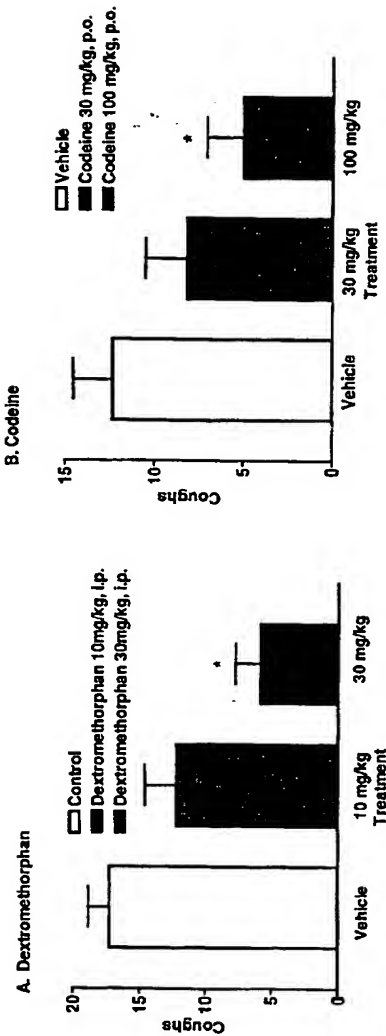 A. Dextromethorphan
Control
Dextromethorphan 10mg/kg, i.p.
Dextromethorphan 30mg/kg, i.p.
Coughs
20
15
10
5
0
*
Vehicle
10 mg/kg
30 mg/kg
Treatment
B. Codeine
Vehicle
Codeine 30 mg/kg, p.o.
Codeine 100 mg/kg, p.o.
Coughs
15
10
5
0
*
Vehicle
30 mg/kg
100 mg/kg
Treatment